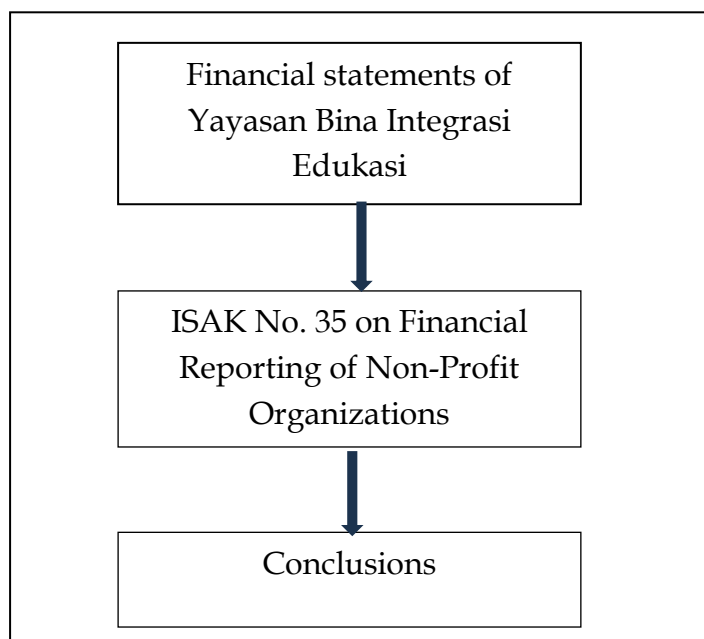 Financial statements of
Yayasan Bina Integrasi
Edukasi
ISAK No. 35 on Financial
Reporting of Non-Profit
Organizations
Conclusions